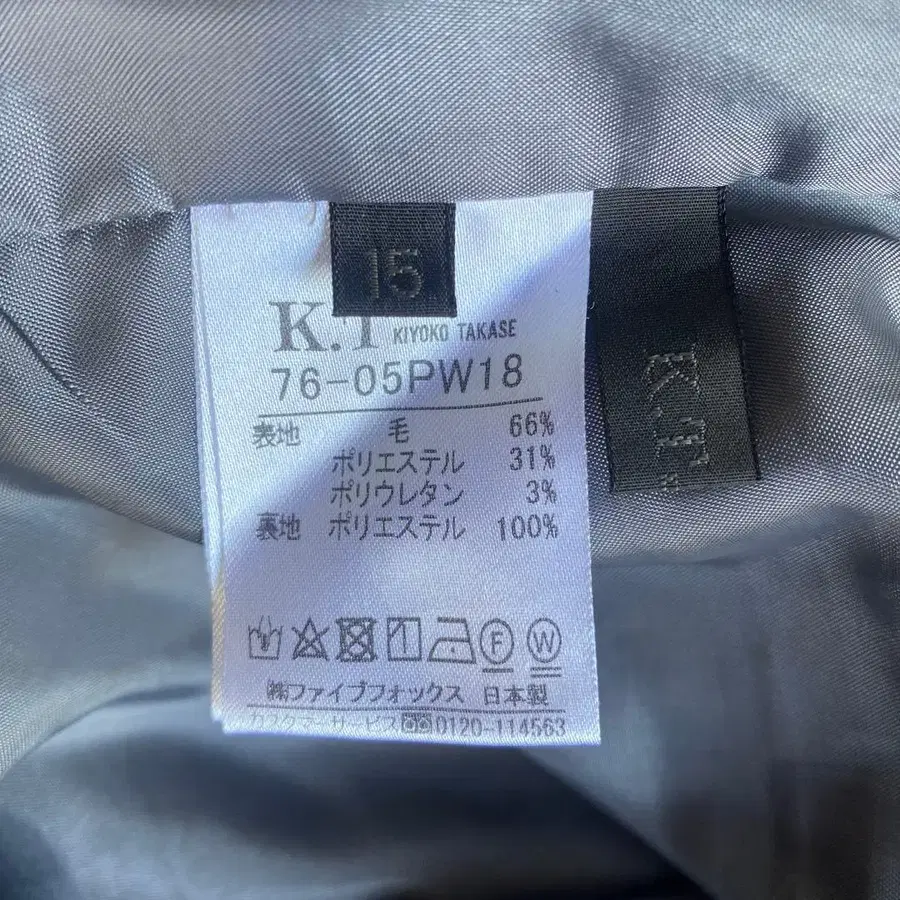 15
K.T KIYOKO TAKASE
76-05PW18
表地 毛 66%
ポリエステル 31%
ポリウレタン 3%
裏地 ポリエステル 100%
F W
㈱ファイブフォックス 日本製
カスタマーサービス 0120-114563
K.T.